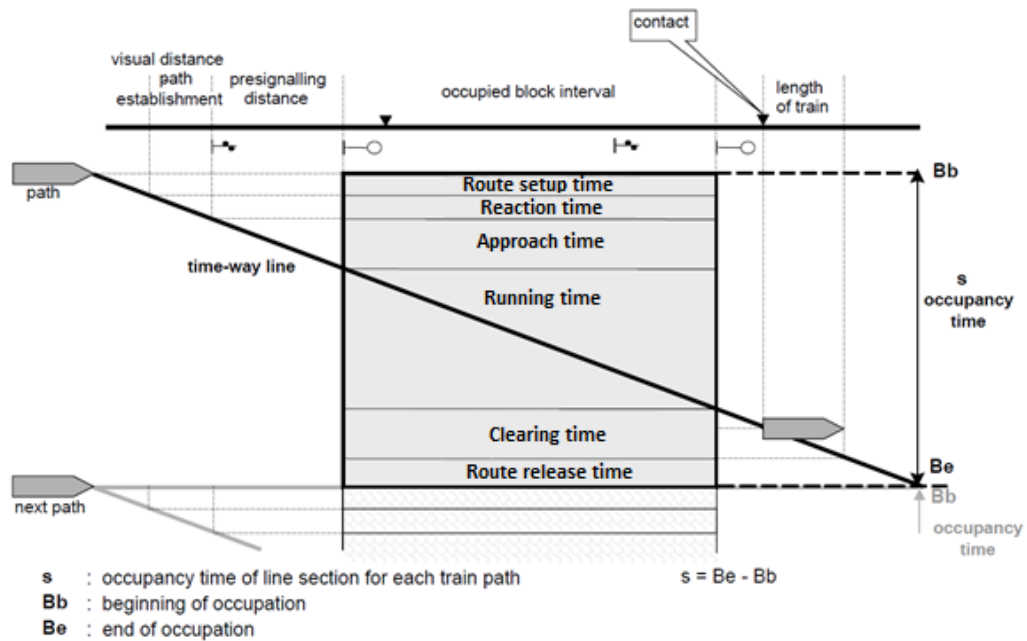 contact
visual distance
path
establishment
presignalling
distance
occupied block interval
length
of train
path
Bb
Route setup time
Reaction time
Approach time
time-way line
Running time
s
occupancy
time
Clearing time
Be
Route release time
Bb
next path
occupancy
time
s : occupancy time of line section for each train path
s = Be - Bb
Bb : beginning of occupation
Be : end of occupation